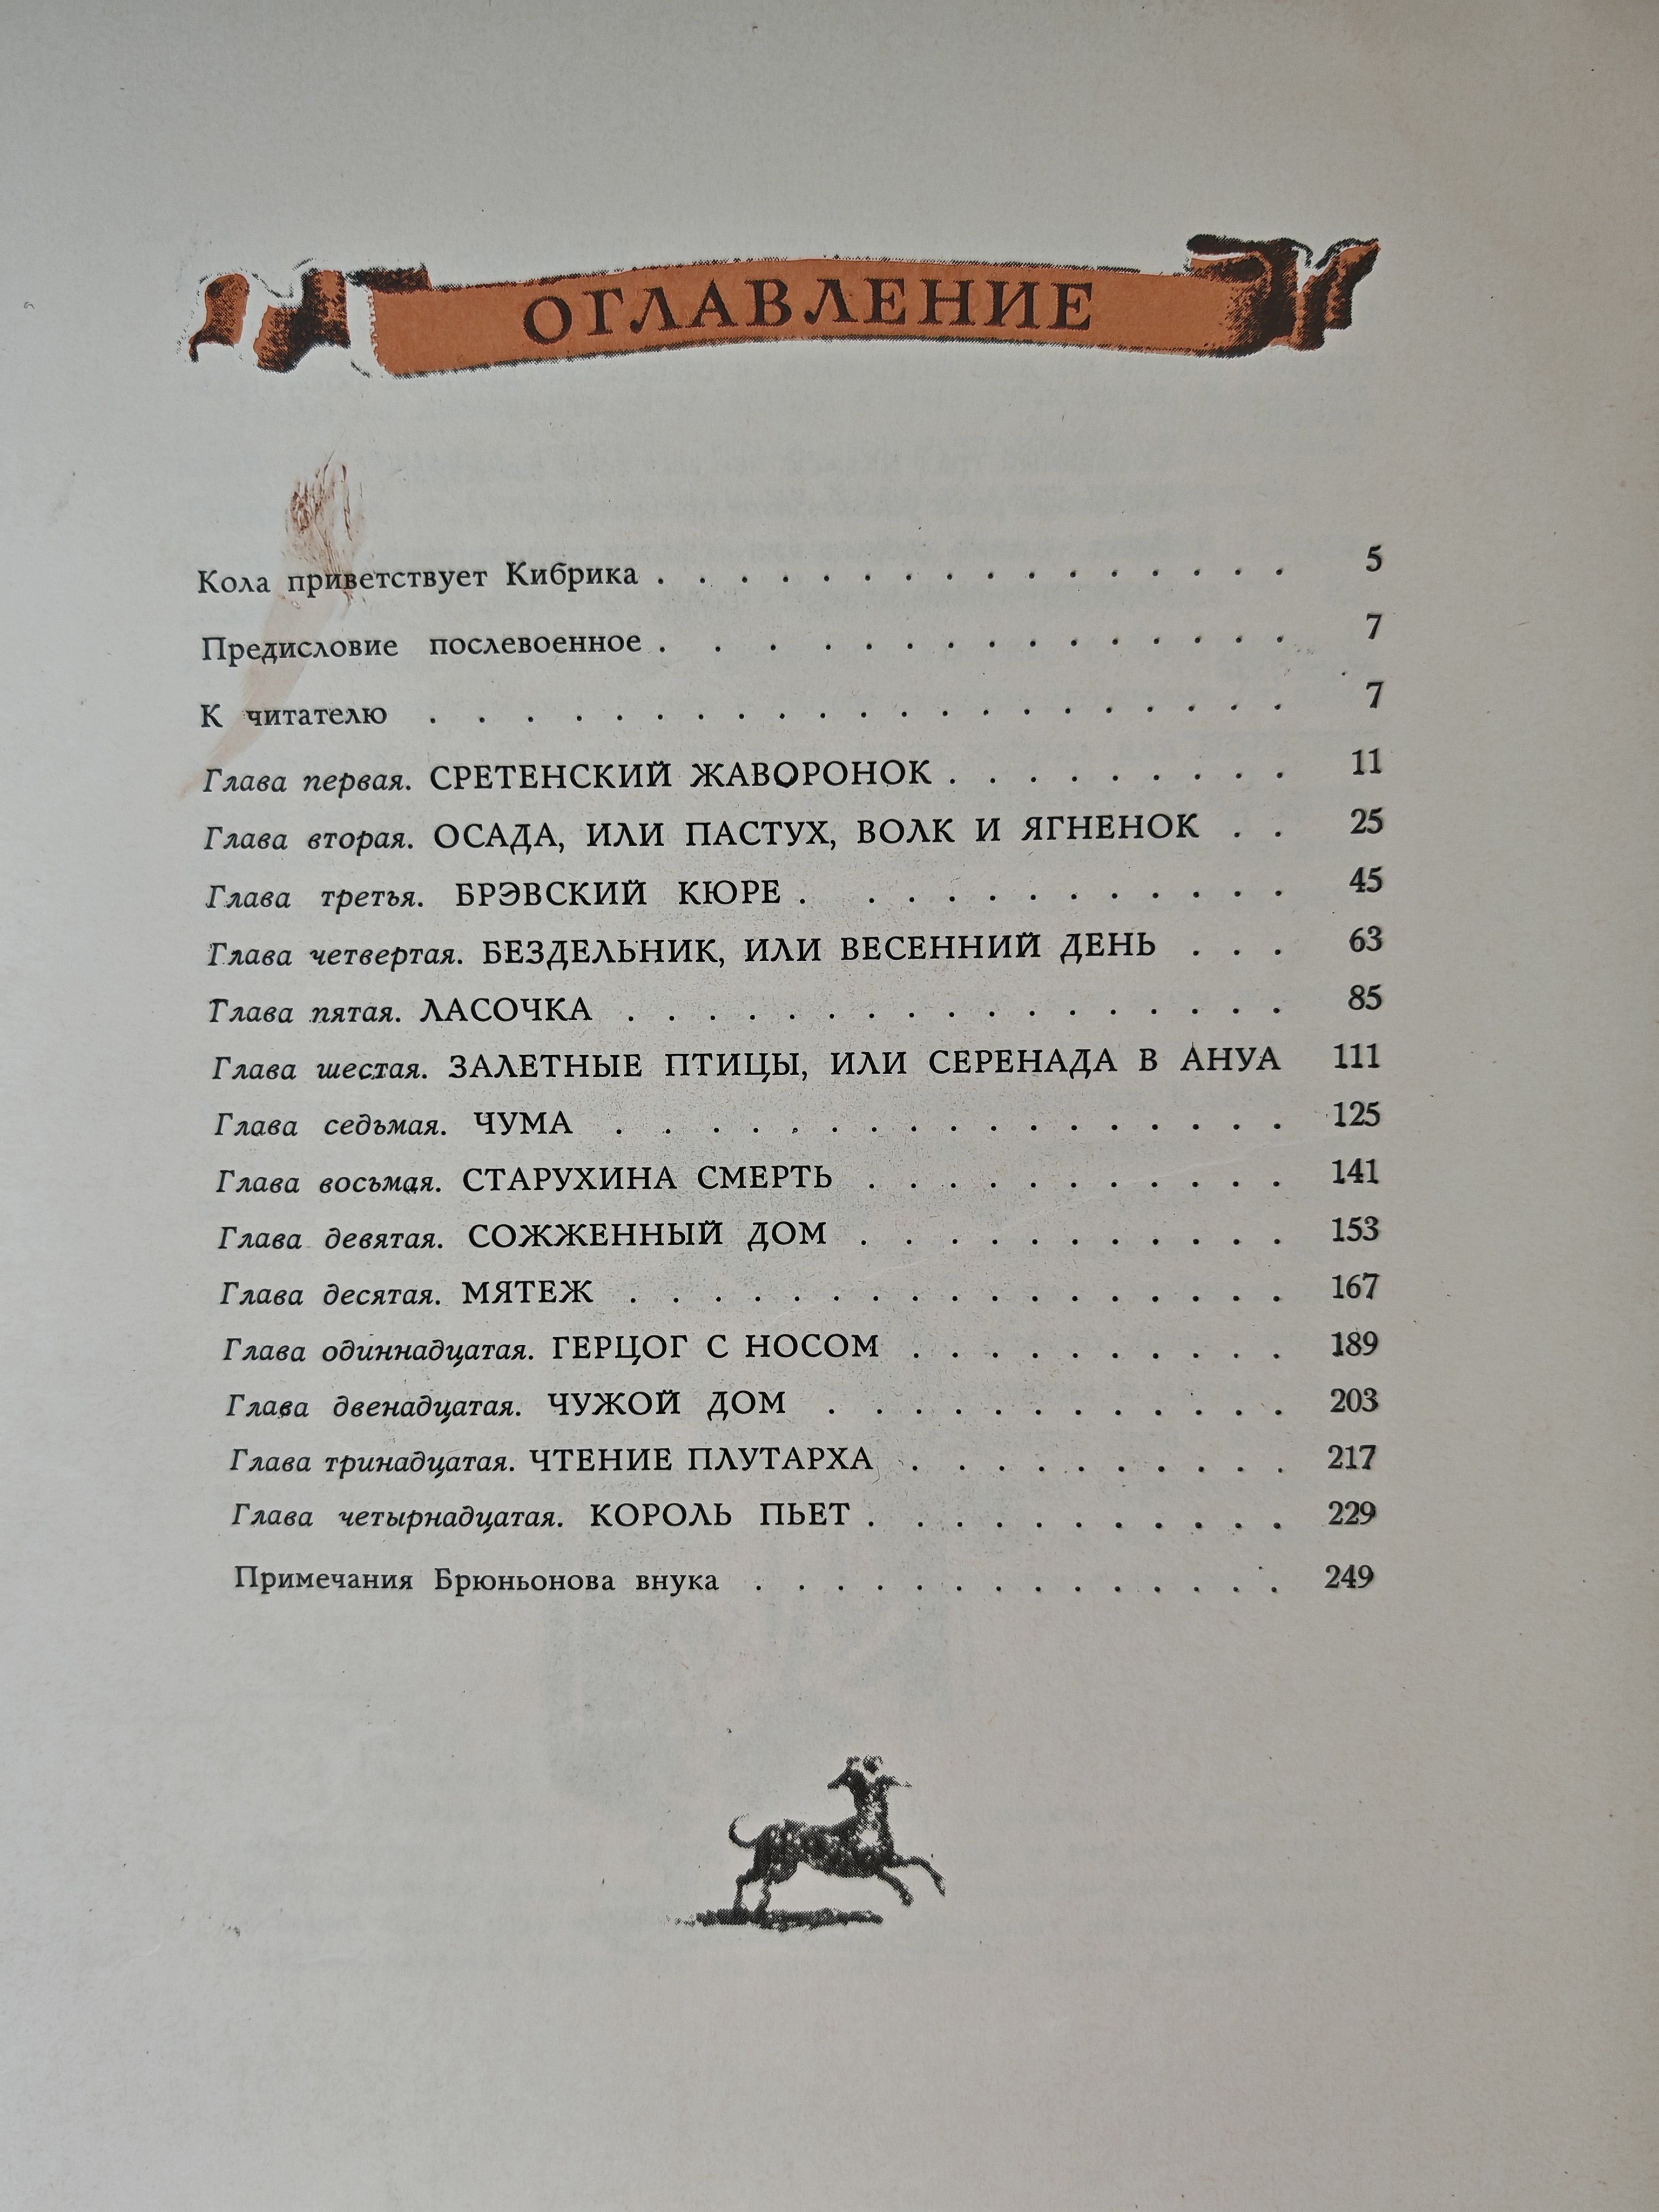 ОГЛАВЛЕНИЕ
Кола приветствует Кибрика . . . . . . . . . . . . . . . . 5
Предисловие послевоенное . . . . . . . . . . . . . . 7
К читателю . . . . . . . . . . . . . . . . . . . . . 7
Глава первая. СРЕТЕНСКИЙ ЖАВОРОНОК . . . . . . . . . 11
Глава вторая. ОСАДА, ИЛИ ПАСТУХ, ВОЛК И ЯГНЕНОК . . 25
Глава третья. БРЭВСКИЙ КЮРЕ . . . . . . . . . . . . 45
Глава четвертая. БЕЗДЕЛЬНИК, ИЛИ ВЕСЕННИЙ ДЕНЬ . . . 63
Глава пятая. ЛАСОЧКА . . . . . . . . . . . . . . . . . 85
Глава шестая. ЗАЛЕТНЫЕ ПТИЦЫ, ИЛИ СЕРЕНАДА В АНУА 111
Глава седьмая. ЧУМА . . . . . . . . . . . . . . . . . 125
Глава восьмая. СТАРУХИНА СМЕРТЬ . . . . . . . . . . . 141
Глава девятая. СОЖЖЕННЫЙ ДОМ . . . . . . . . . . . 153
Глава десятая. МЯТЕЖ . . . . . . . . . . . . . . . . . 167
Глава одиннадцатая. ГЕРЦОГ С НОСОМ . . . . . . . . . . 189
Глава двенадцатая. ЧУЖОЙ ДОМ . . . . . . . . . . . . 203
Глава тринадцатая. ЧТЕНИЕ ПЛУТАРХА . . . . . . . . . . 217
Глава четырнадцатая. КОРОЛЬ ПЬЕТ . . . . . . . . . . . 229
Примечания Брюньонова внука . . . . . . . . . . . . . 249